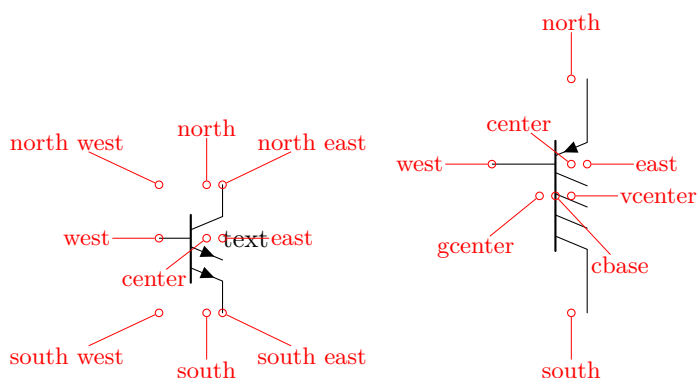 north
north west
north
north east
center
west
east
west
text
east
vcenter
center
gcenter
cbase
south west
south
south east
south